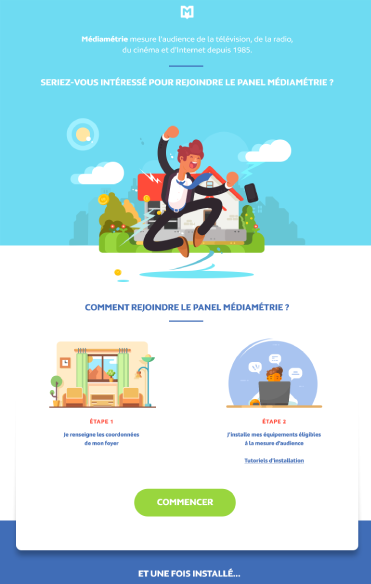 Médiamétrie mesure l'audience de la télévision, de la radio,
du cinéma et d'Internet depuis 1985.
SERIEZ-VOUS INTÉRESSÉ POUR REJOINDRE LE PANEL MÉDIAMÉTRIE ?
COMMENT REJOINDRE LE PANEL MÉDIAMÉTRIE ?
ÉTAPE 1
Je renseigne les coordonnées
de mon foyer
ÉTAPE 2
J'installe mes équipements éligibles
à la mesure d'audience
Tutoriels d'installation
COMMENCER
ET UNE FOIS INSTALLÉ...